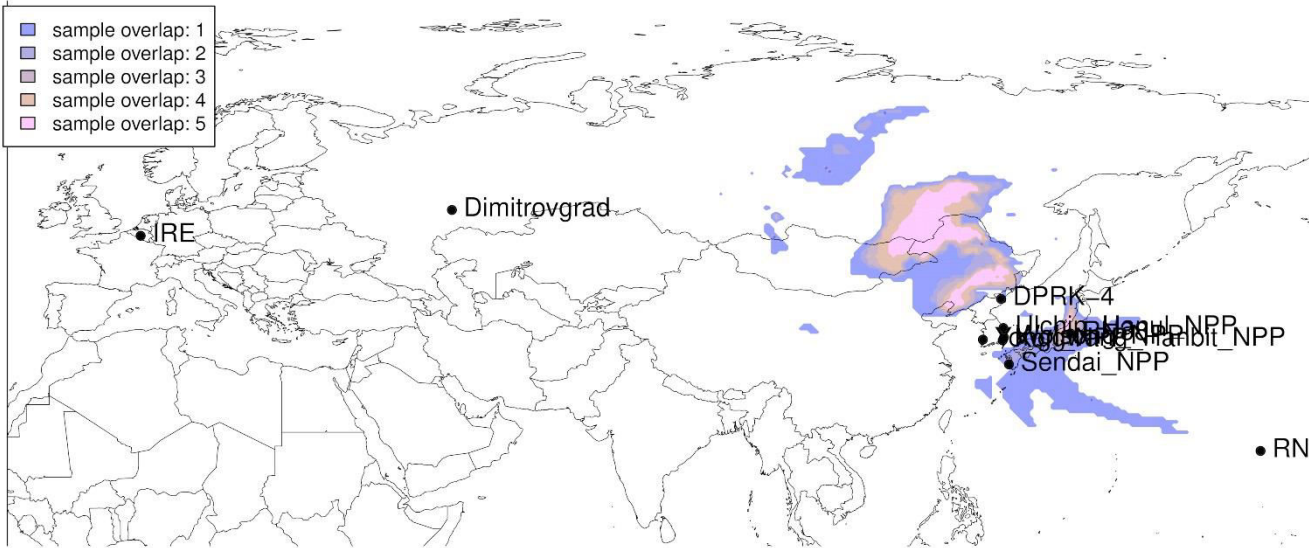 sample overlap: 1
sample overlap: 2
sample overlap: 3
sample overlap: 4
sample overlap: 5
Dimitrovgrad
IRE
DPRK-4
Ulchin_Hanul_NPP
Sendai_NPP
RN